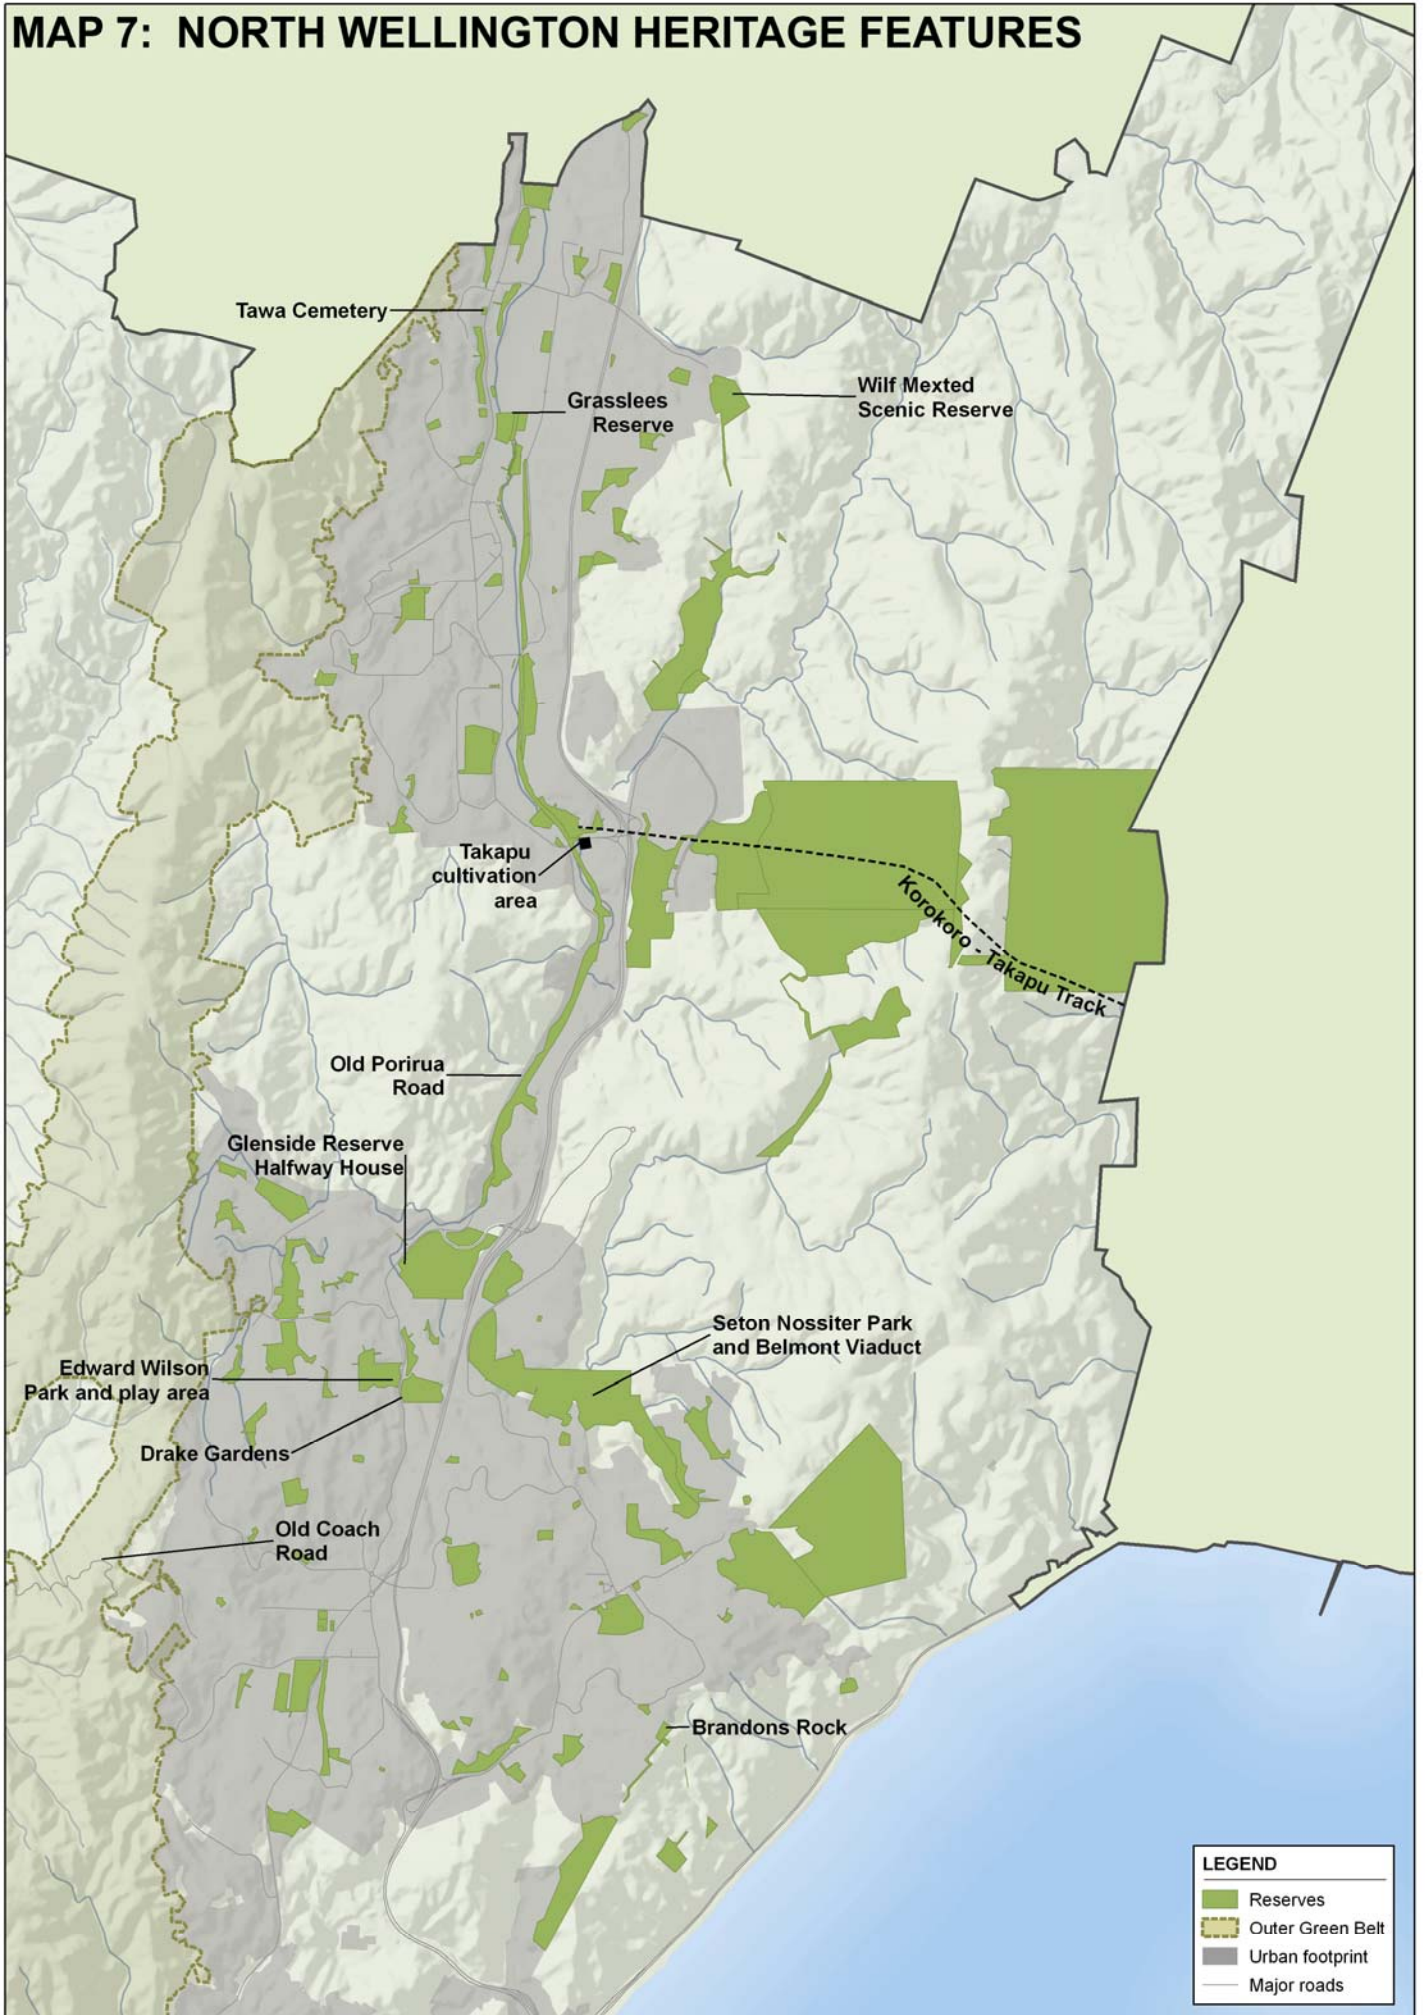 MAP 7: NORTH WELLINGTON HERITAGE FEATURES
Tawa Cemetery
Wilf Mexted
Scenic Reserve
Grasslees
Reserve
Takapu
cultivation
area
Korokoro - Takapu Track
Old Porirua
Road
Glenside Reserve
Halfway House
Seton Nossiter Park
and Belmont Viaduct
Edward Wilson
Park and play area
Drake Gardens
Old Coach
Road
Brandons Rock
LEGEND
Reserves
Outer Green Belt
Urban footprint
Major roads